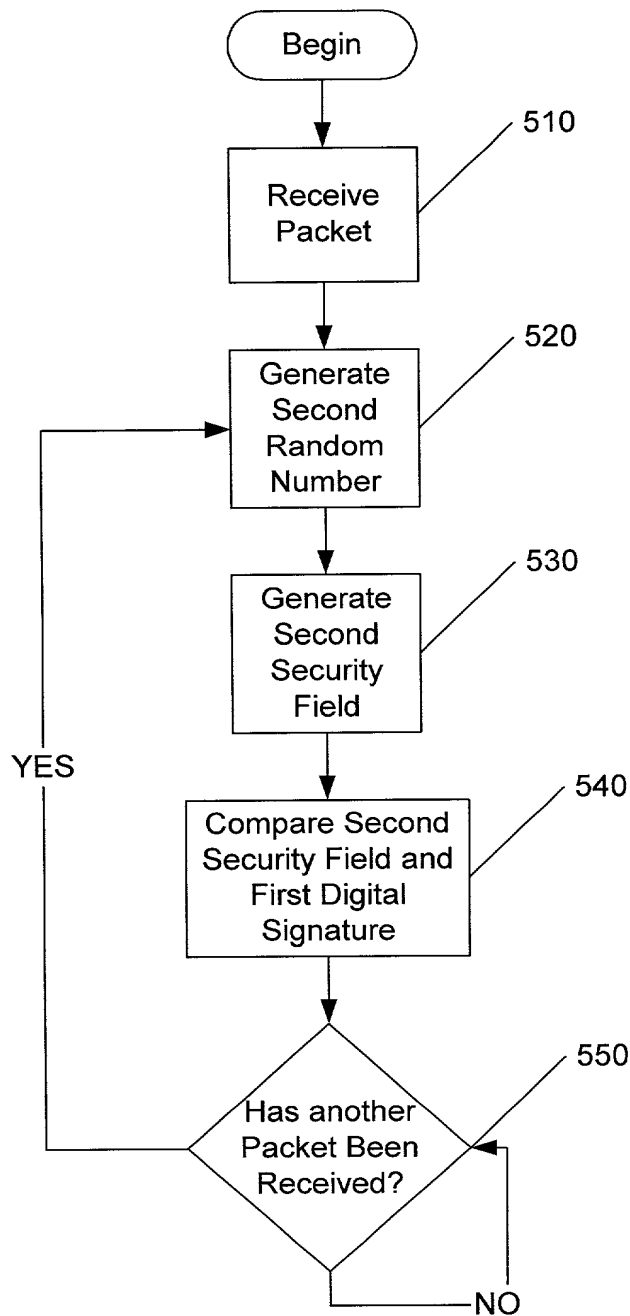 Begin
510
Receive
Packet
520
Generate
Second
Random
Number
530
Generate
Second
Security
Field
YES
540
Compare Second
Security Field and
First Digital
Signature
550
Has another
Packet Been
Received?
NO